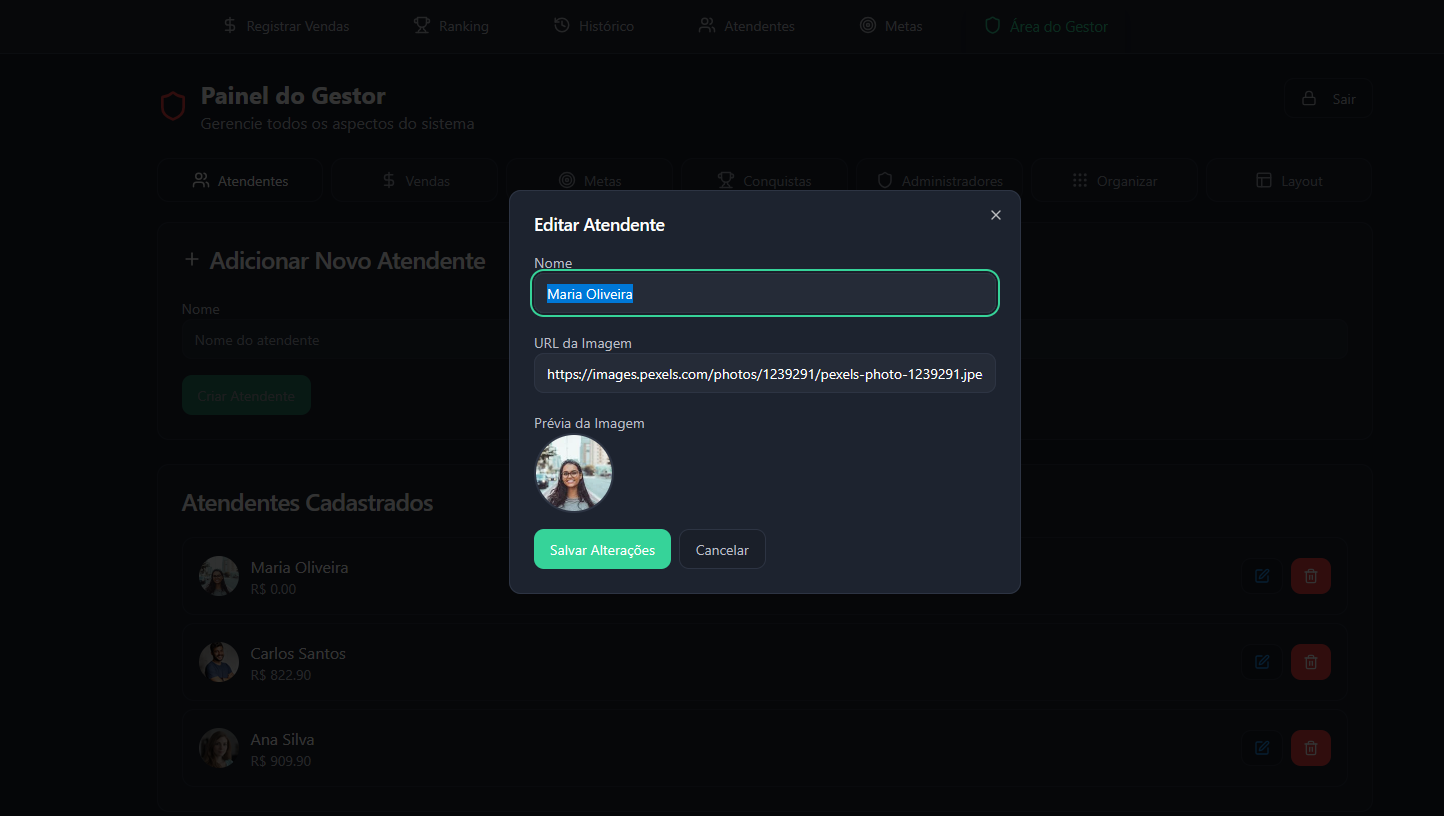 Registrar Vendas
Ranking
Histórico
Atendentes
Metas
Área do Gestor
Painel do Gestor
Gerencie todos os aspectos do sistema
Sair
Atendentes
Vendas
Metas
Conquistas
Administradores
Organizar
Layout
Adicionar Novo Atendente
Nome
Nome do atendente
Criar Atendente
Editar Atendente
Nome
Maria Oliveira
URL da Imagem
https://images.pexels.com/photos/1239291/pexels-photo-1239291.jpe
Prévia da Imagem
Salvar Alterações
Cancelar
Atendentes Cadastrados
Maria Oliveira
R$ 0.00
Carlos Santos
R$ 822.90
Ana Silva
R$ 909.90